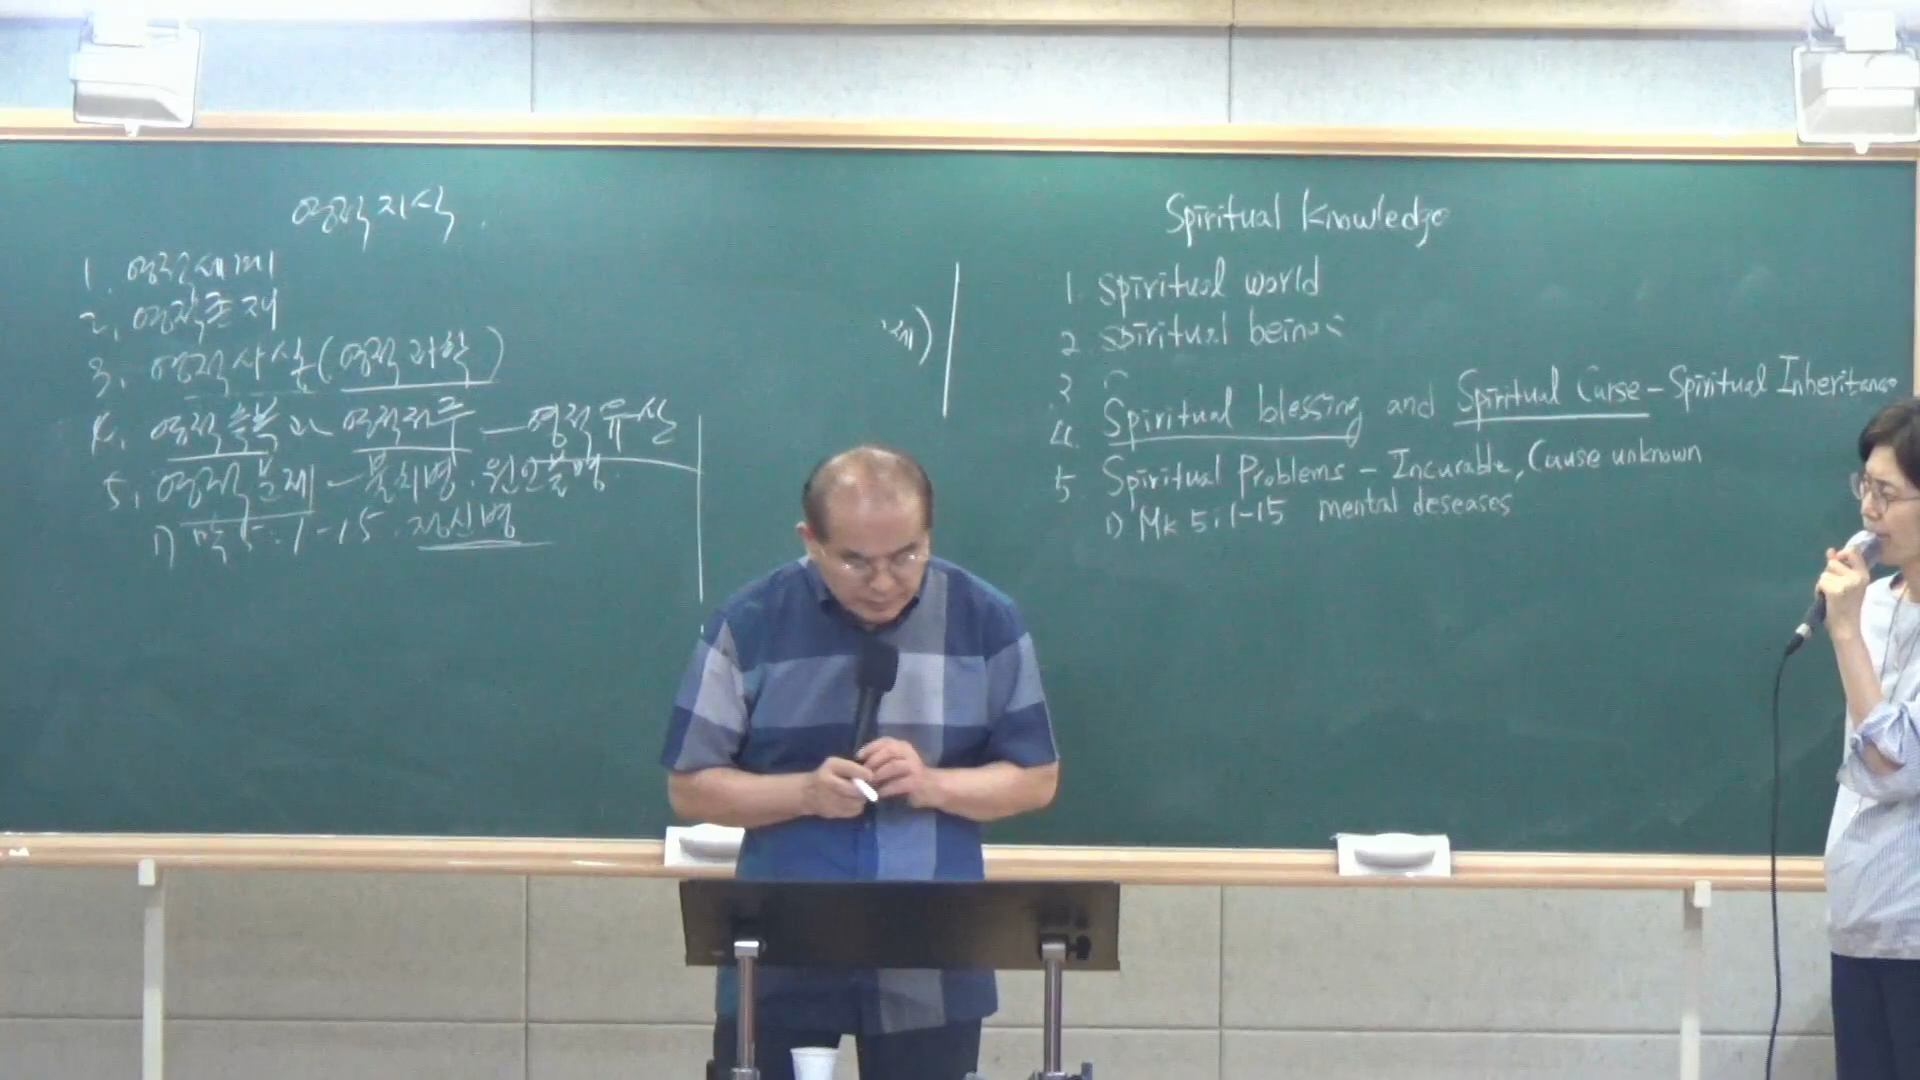 영적지식.
1. 영적세계
2. 영적존재
3. 영적사실(영적과학)
4. 영적축복과 영적저주 — 영적유산
5. 영적문제 — 불치병. 원인불명.
1) 막 5:1-15. 정신병
Spiritual Knowledge
1. Spiritual world
2. Spiritual beings
3
4. Spiritual blessing and Spiritual Curse - Spiritual Inheritance
5 Spiritual Problems - Incurable, Cause unknown
1) Mk 5:1-15 mental deseases